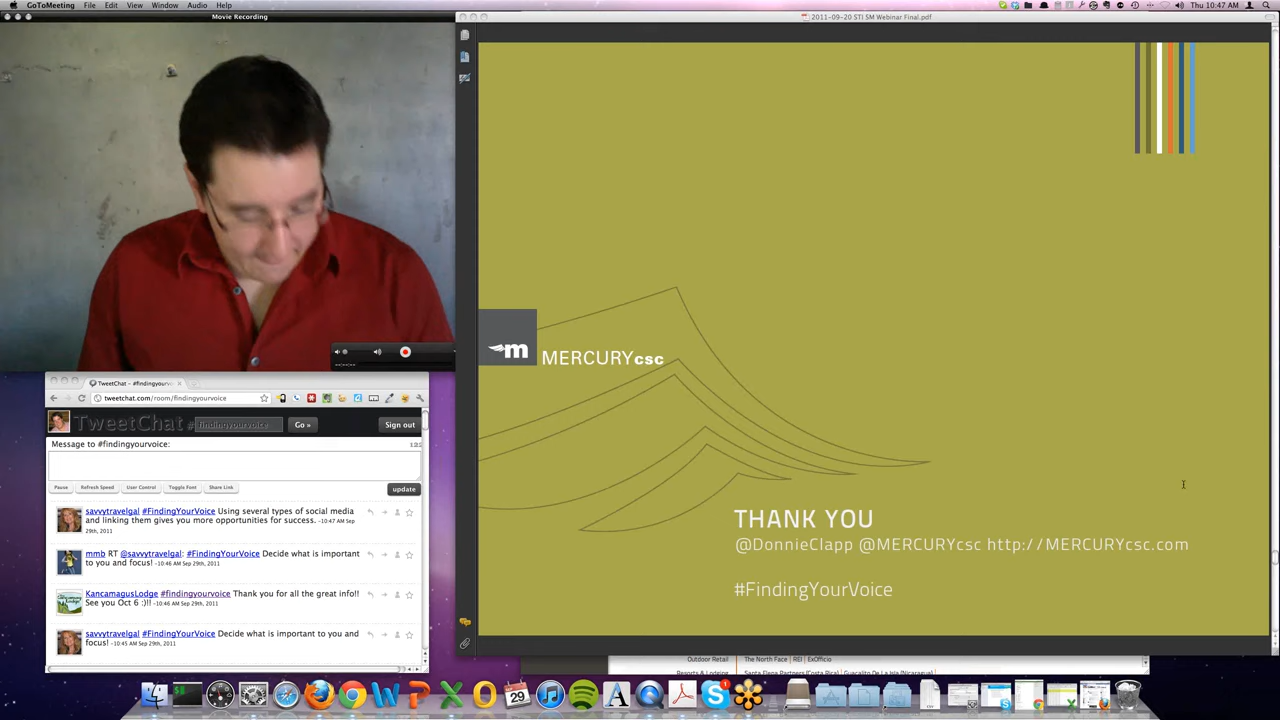 GoToMeeting File Edit View Window Audio Help
Thu 10:47 AM
Movie Recording
2011-09-20 STI SM Webinar Final.pdf
MERCURYcsc
THANK YOU
@DonnieClapp @MERCURYcsc http://MERCURYcsc.com
#FindingYourVoice
TweetChat – #findingyourv
tweetchat.com/room/findingyourvoice
TweetChat # findingyourvoice Go » Sign out
Message to #findingyourvoice:
Pause Refresh Speed User Control Toggle Font Share Link update
savvytravelgal #FindingYourVoice Using several types of social media
and linking them gives you more opportunities for success. -10:47 AM Sep
29th, 2011
mmb RT @savvytravelgal: #FindingYourVoice Decide what is important
to you and focus! -10:46 AM Sep 29th, 2011
KancamagusLodge #findingyourvoice Thank you for all the great info!!
See you Oct 6 :)!! -10:46 AM Sep 29th, 2011
savvytravelgal #FindingYourVoice Decide what is important to you and
focus! -10:45 AM Sep 29th, 2011
Outdoor Retail The North Face REI ExOfficio
29